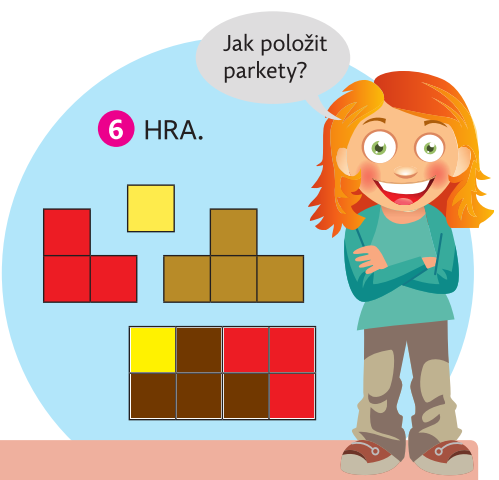 Jak položit
parkety?
6 HRA.